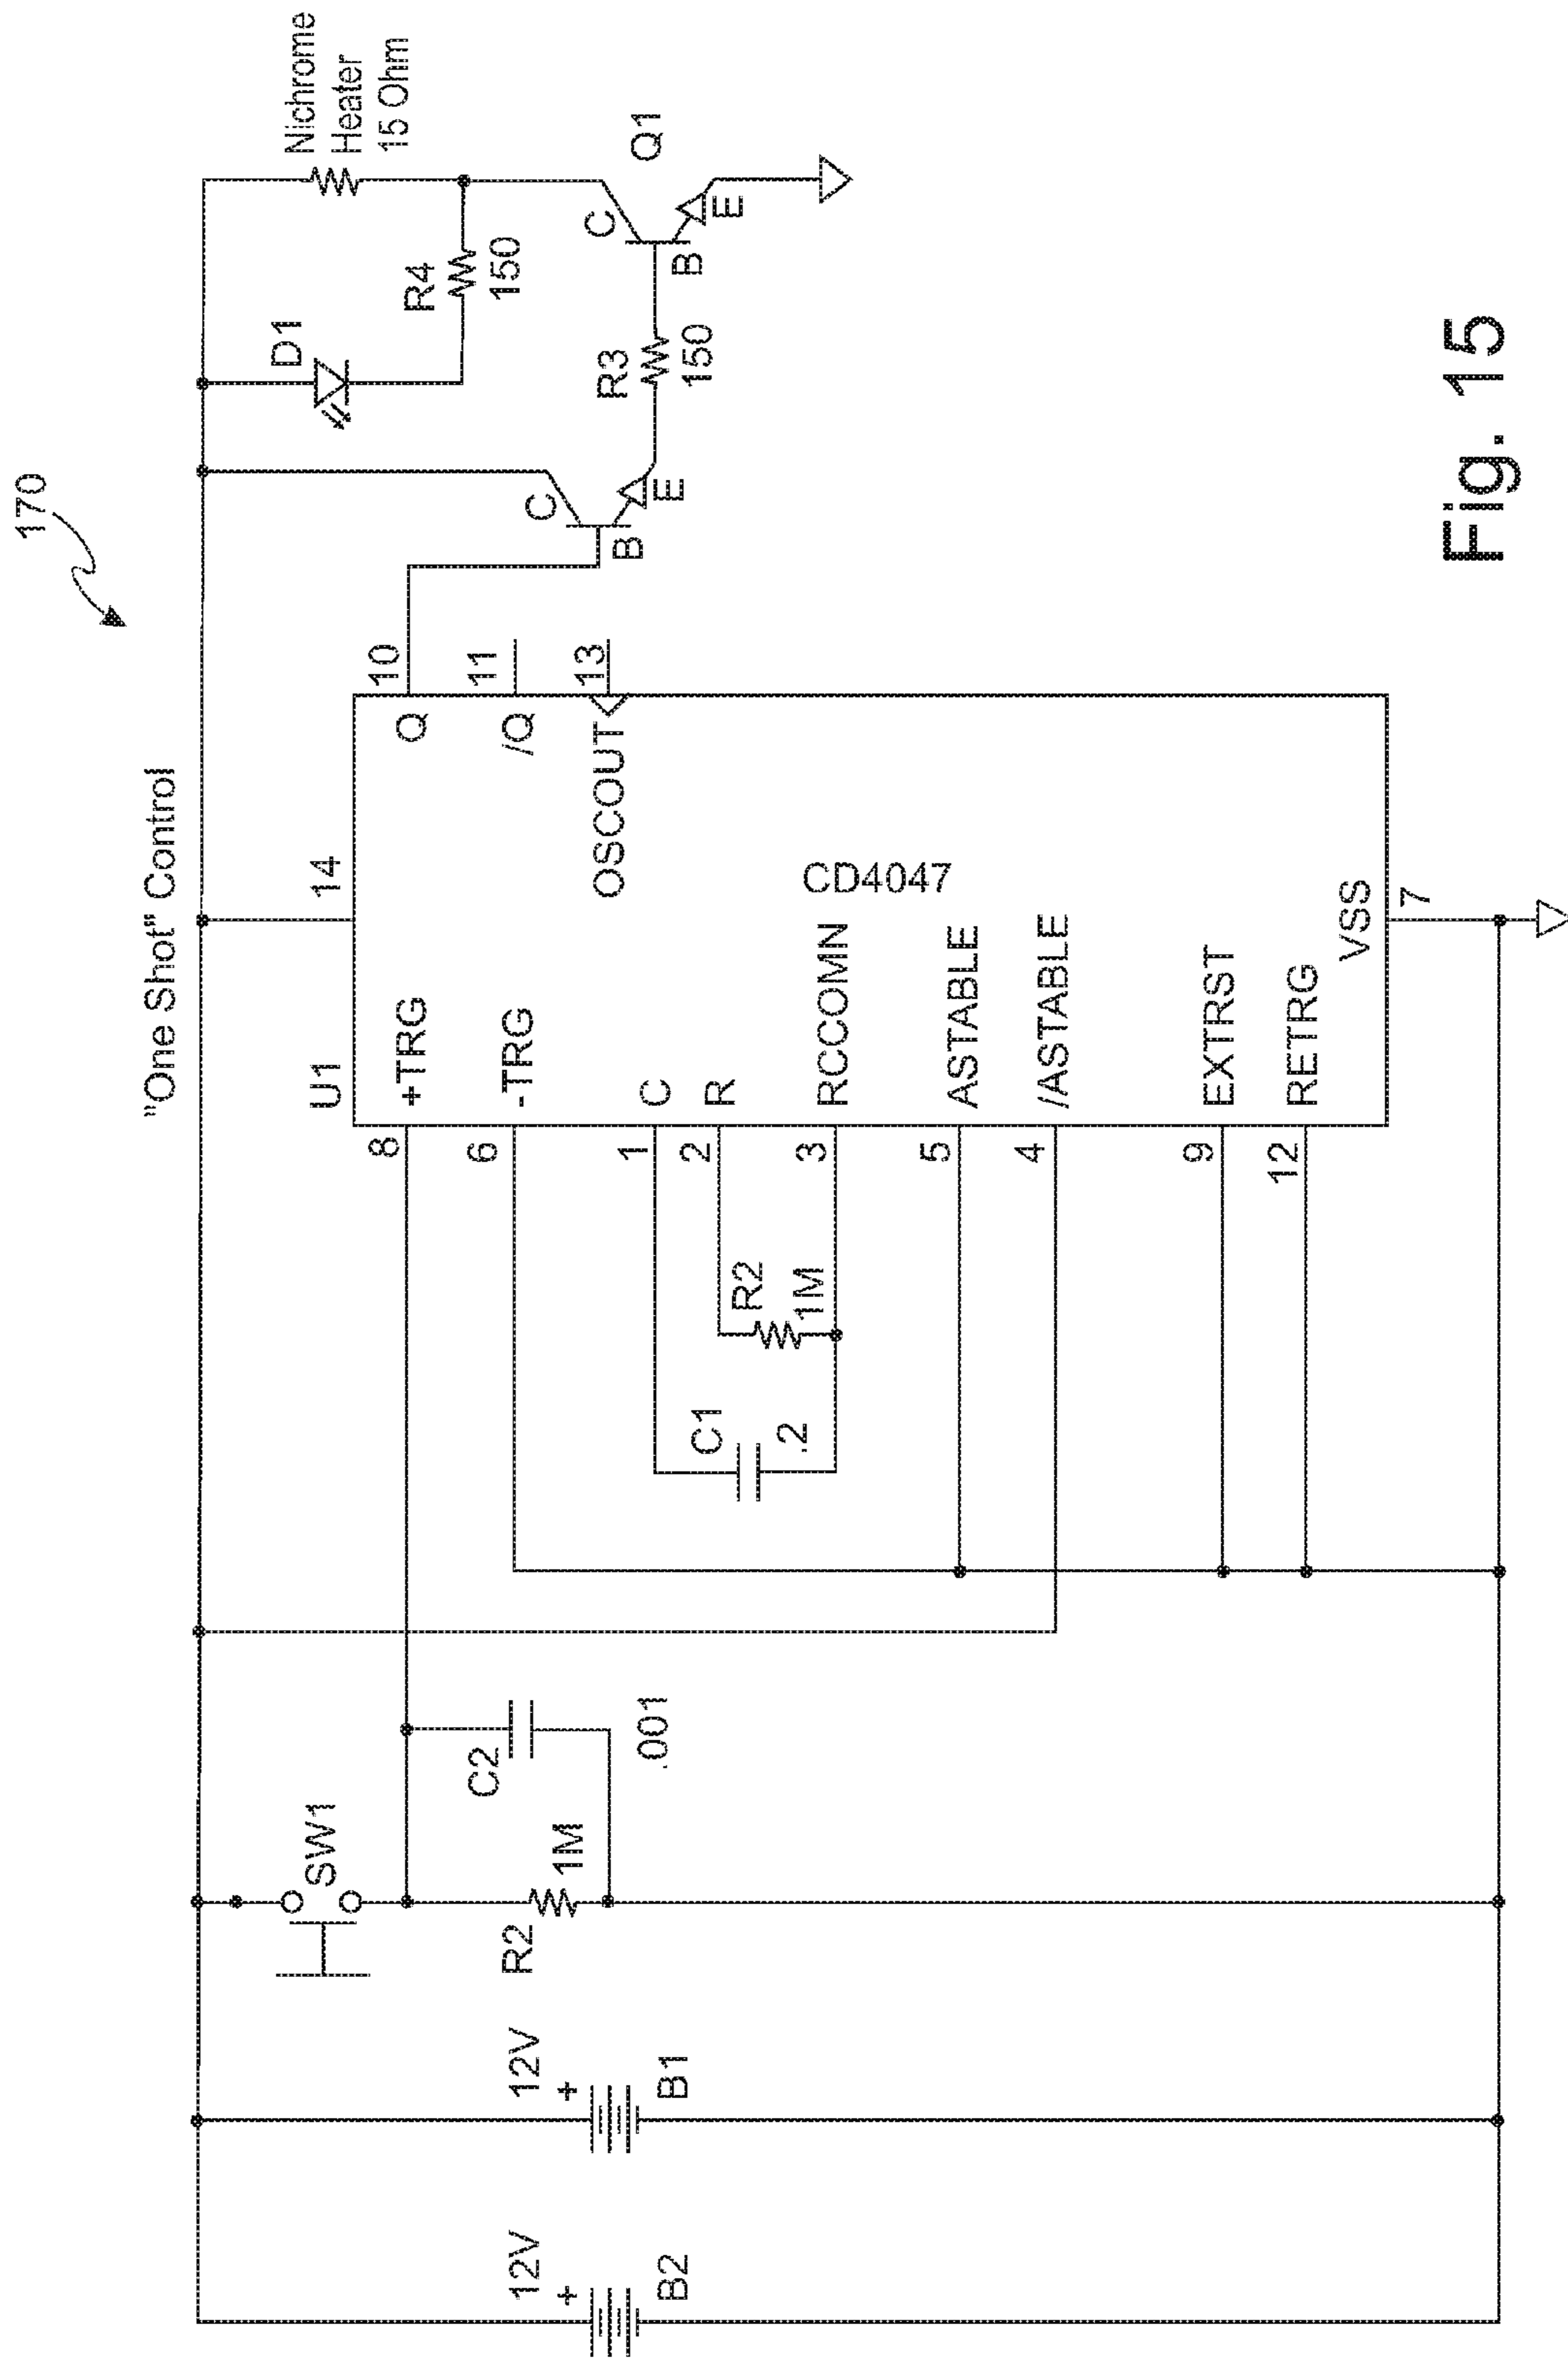 170
"One Shot" Control
Nichrome
Heater
15 Ohm
D1
R4
150
Q1
C
B
E
R3
150
C
B
E
U1
14
8
+TRG
6
-TRG
1
C
2
R
3
RCCOMN
5
ASTABLE
4
/ASTABLE
9
EXTRST
12
RETRG
Q
10
/Q
11
OSCOUT
13
CD4047
VSS
7
R2
1M
C1
.2
SW1
C2
.001
R2
1M
12V
+
B1
12V
+
B2
Fig. 15